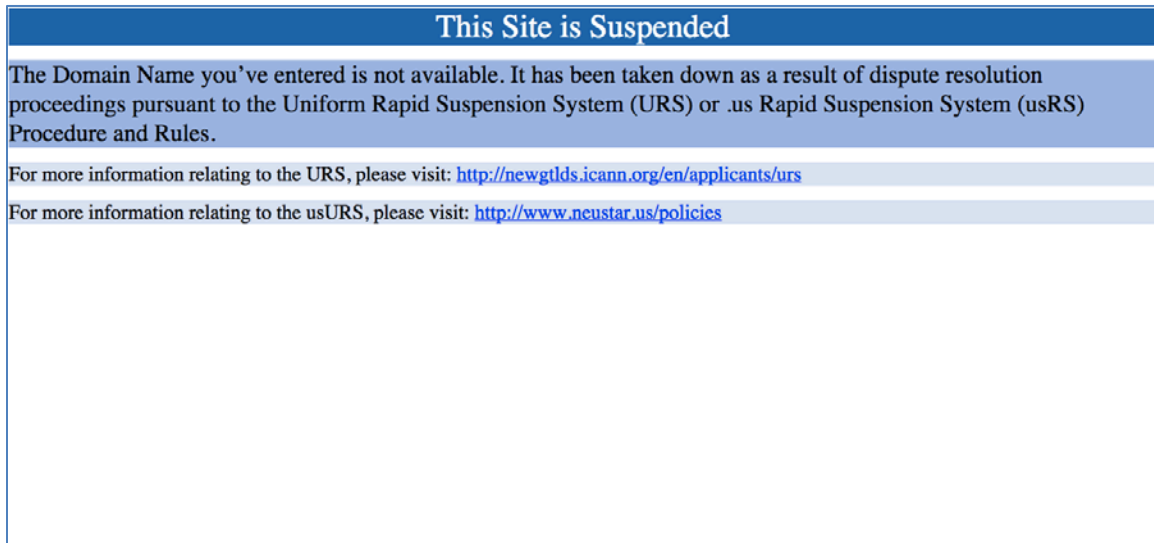 This Site is Suspended
The Domain Name you’ve entered is not available. It has been taken down as a result of dispute resolution
proceedings pursuant to the Uniform Rapid Suspension System (URS) or .us Rapid Suspension System (usRS)
Procedure and Rules.
For more information relating to the URS, please visit: http://newgtlds.icann.org/en/applicants/urs
For more information relating to the usURS, please visit: http://www.neustar.us/policies